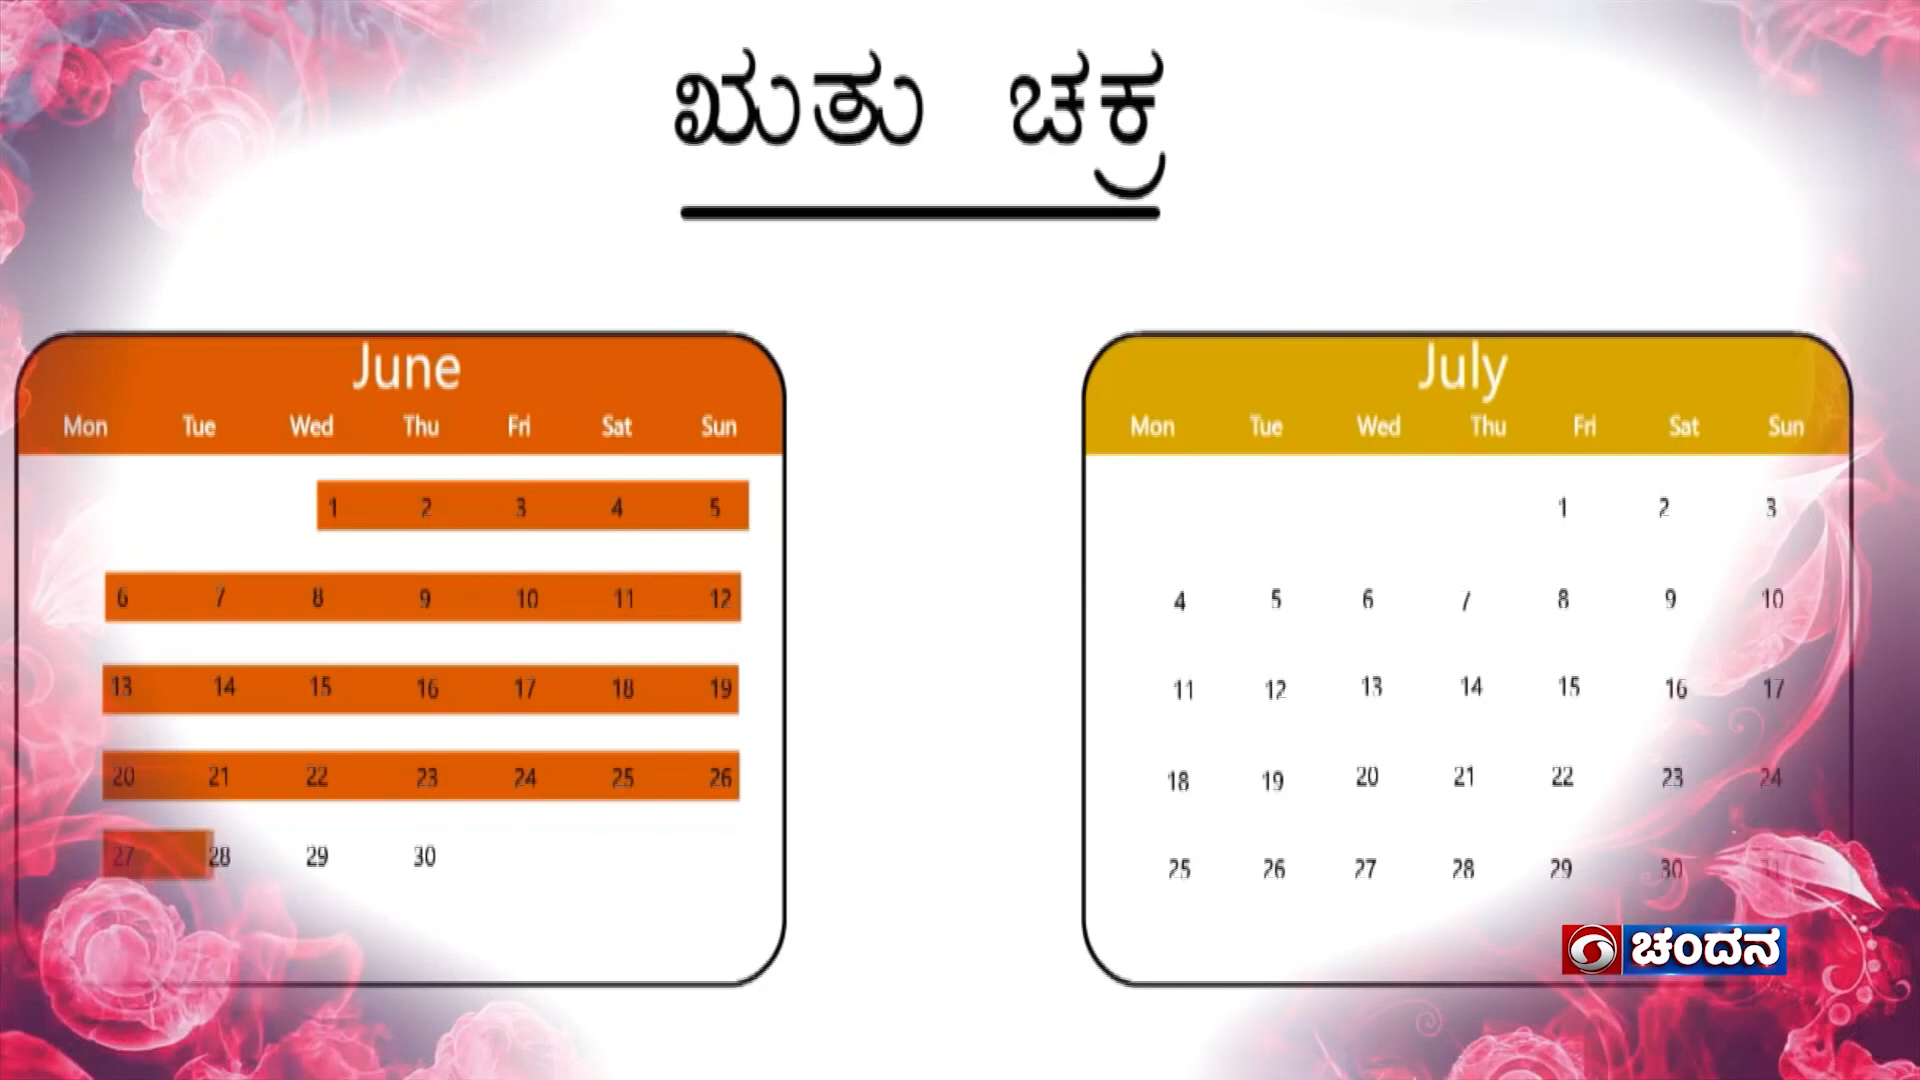 ಋತು ಚಕ್ರ
June
Mon Tue Wed Thu Fri Sat Sun
1 2 3 4 5
6 7 8 9 10 11 12
13 14 15 16 17 18 19
20 21 22 23 24 25 26
27 28 29 30
July
Mon Tue Wed Thu Fri Sat Sun
1 2 3
4 5 6 7 8 9 10
11 12 13 14 15 16 17
18 19 20 21 22 23 24
25 26 27 28 29 30 31
ಚಂದನ